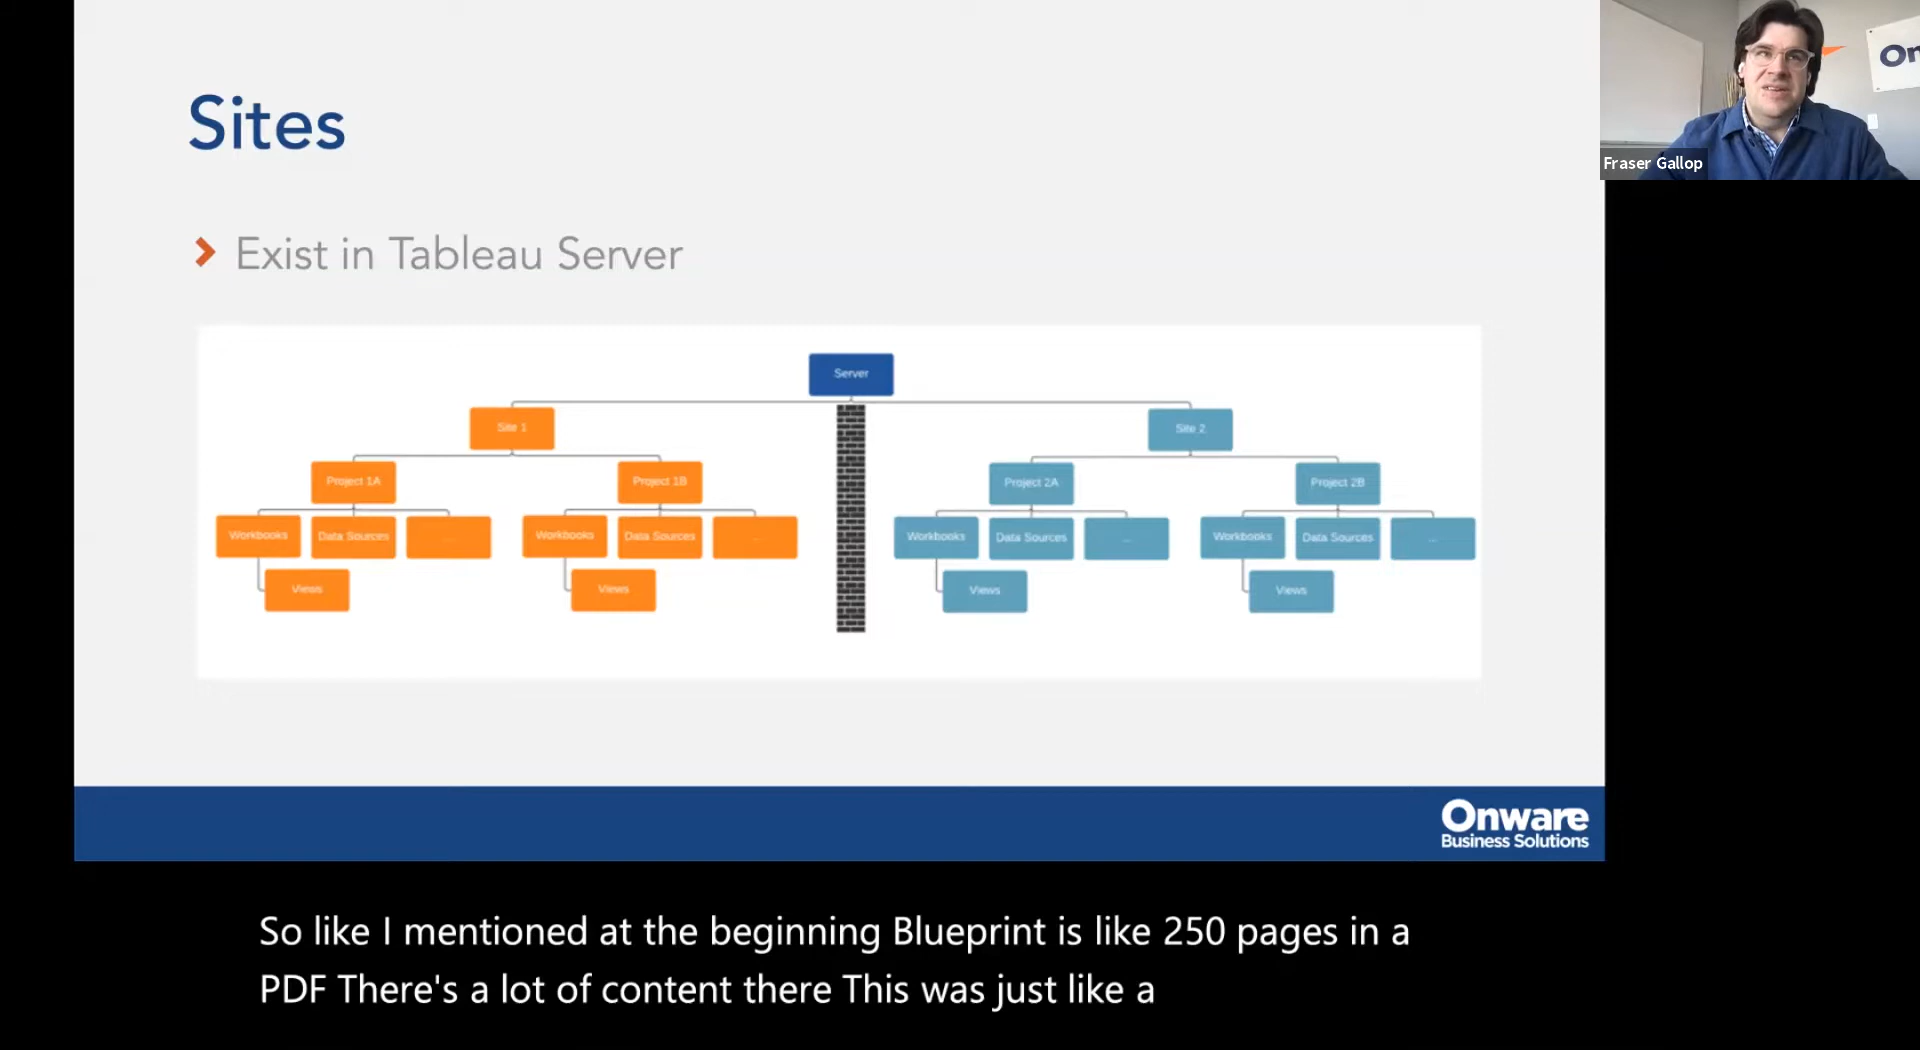 Sites
Exist in Tableau Server
Server
Site 1
Site 2
Project 1A
Project 1B
Project 2A
Project 2B
Workbooks
Data Sources
...
Workbooks
Data Sources
...
Workbooks
Data Sources
...
Workbooks
Data Sources
...
Views
Views
Views
Views
On
Fraser Gallop
Onware
Business Solutions
So like I mentioned at the beginning Blueprint is like 250 pages in a
PDF There's a lot of content there This was just like a